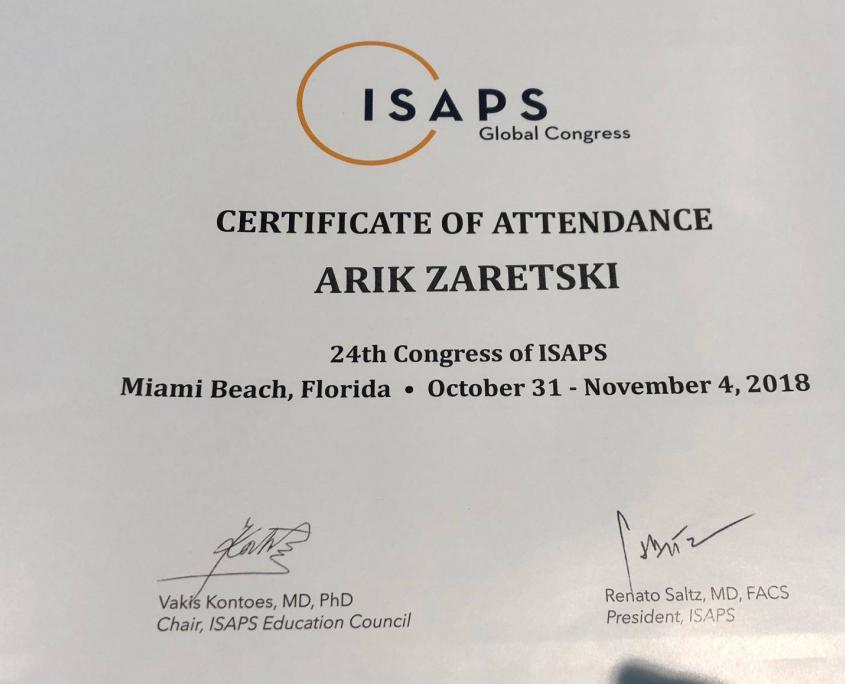 ISAPS
Global Congress
CERTIFICATE OF ATTENDANCE
ARIK ZARETSKI
24th Congress of ISAPS
Miami Beach, Florida • October 31 - November 4, 2018
Vakis Kontoes, MD, PhD
Chair, ISAPS Education Council
Renato Saltz, MD, FACS
President, ISAPS